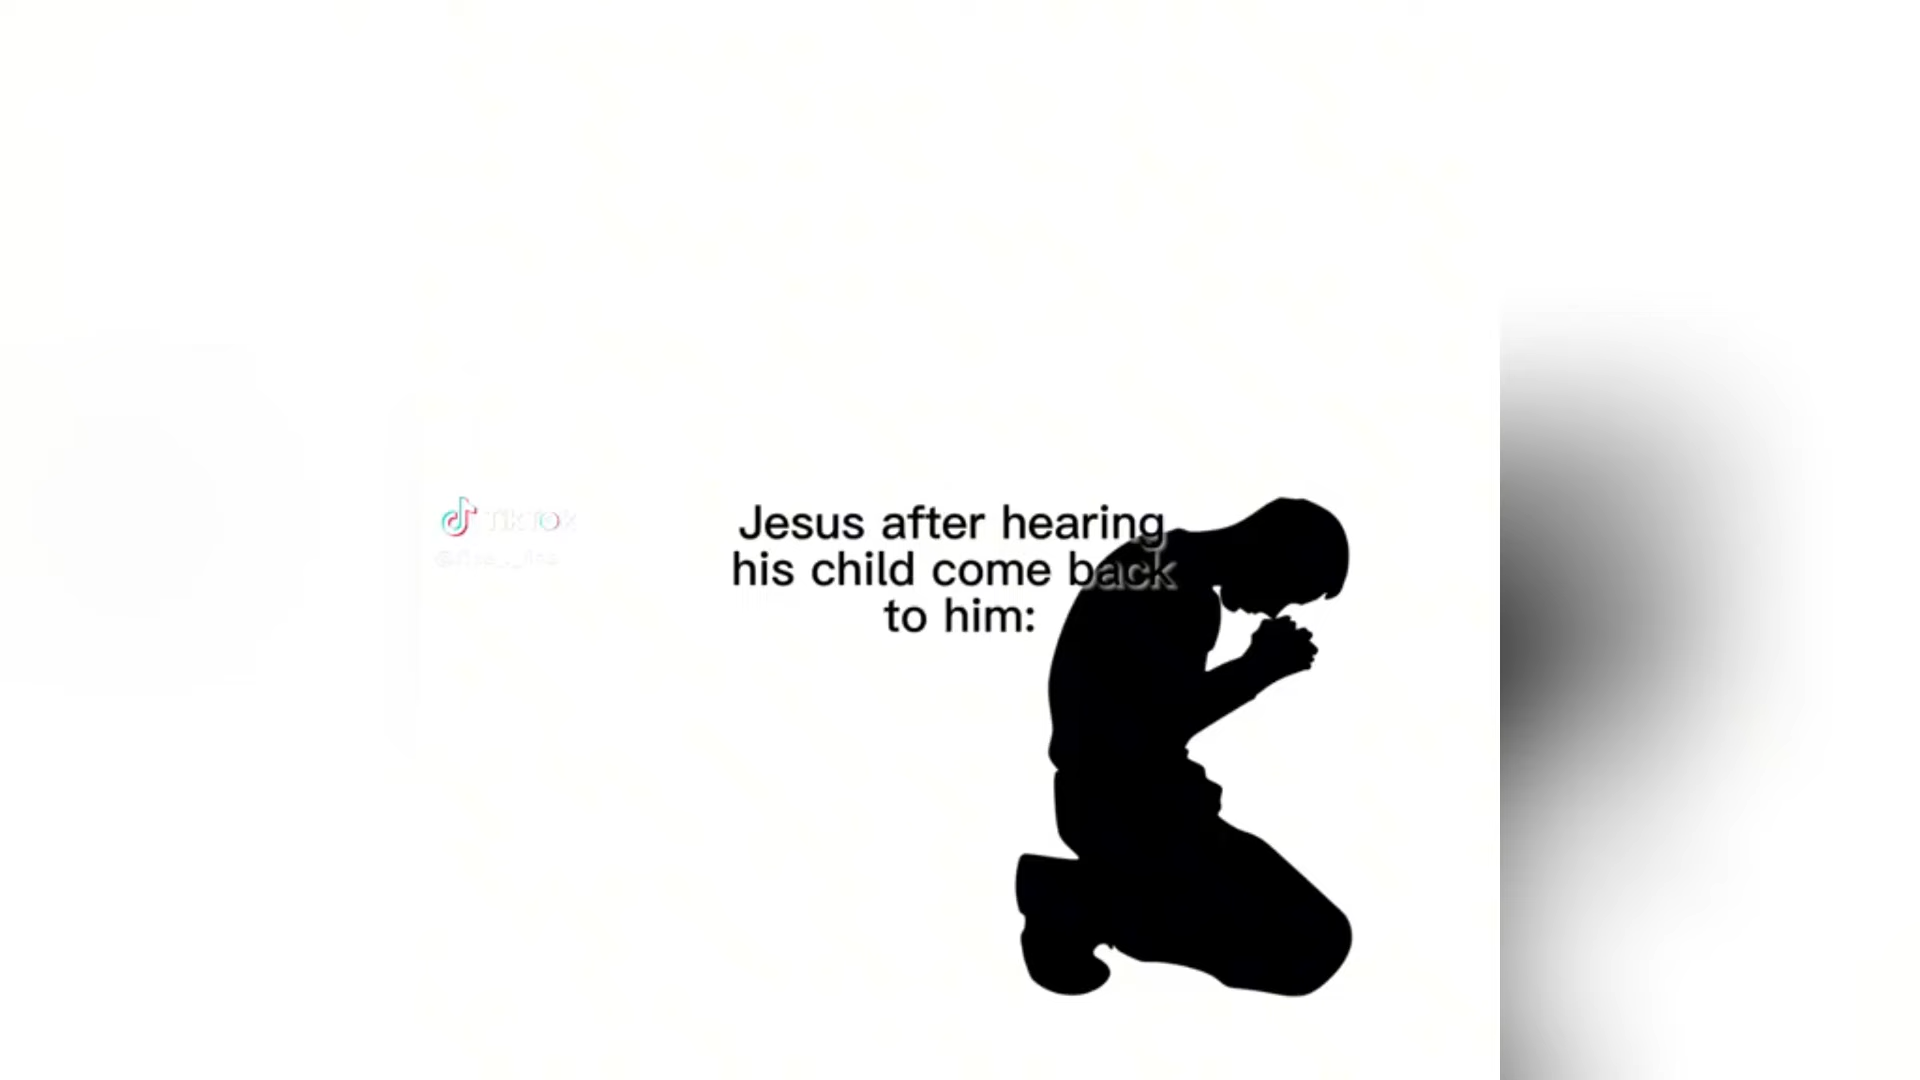 Jesus after hearing
his child come back
to him:
TikTok